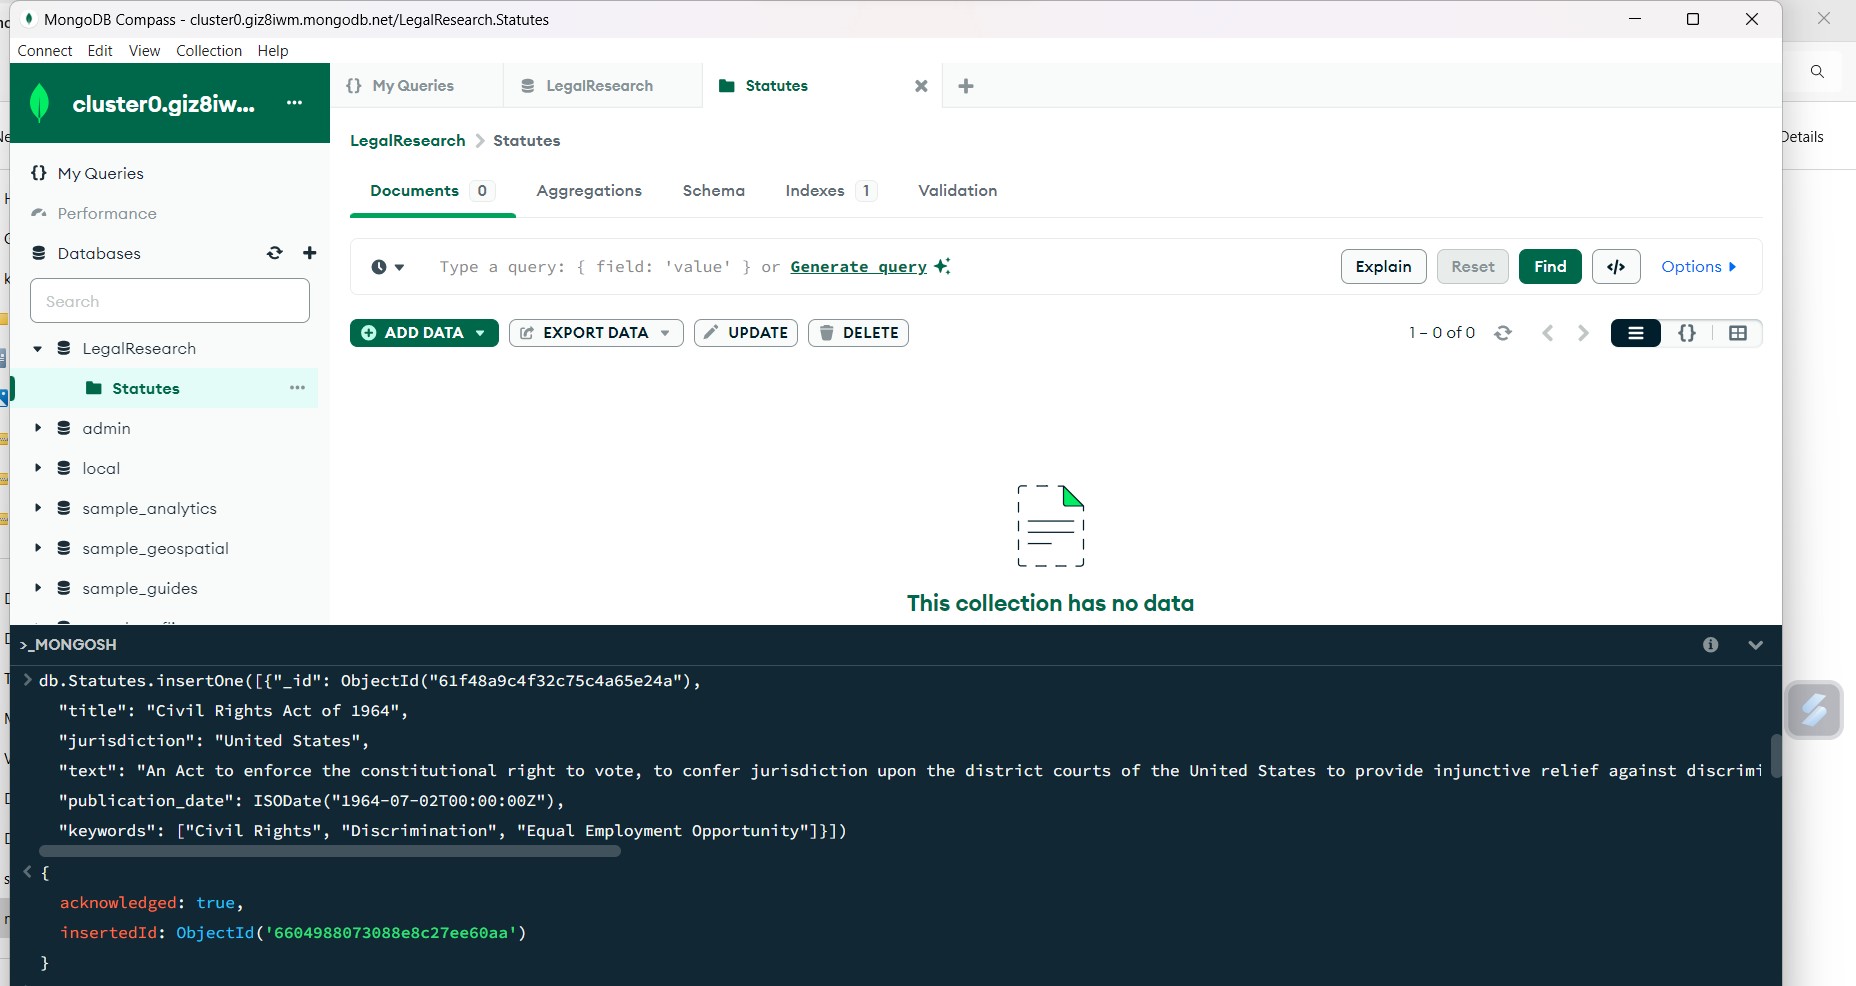 MongoDB Compass - cluster0.giz8iwm.mongodb.net/LegalResearch.Statutes
Connect Edit View Collection Help
cluster0.giz8iw... ...
{} My Queries
LegalResearch
Statutes
Details
LegalResearch > Statutes
{} My Queries
Performance
Databases
Search
LegalResearch
Statutes ...
admin
local
sample_analytics
sample_geospatial
sample_guides
Documents 0 Aggregations Schema Indexes 1 Validation
Type a query: { field: 'value' } or Generate query
Explain Reset Find </> Options
ADD DATA EXPORT DATA UPDATE DELETE
1 – 0 of 0
{}
This collection has no data
>_MONGOSH
> db.Statutes.insertOne([{"_id": ObjectId("61f48a9c4f32c75c4a65e24a"),
"title": "Civil Rights Act of 1964",
"jurisdiction": "United States",
"text": "An Act to enforce the constitutional right to vote, to confer jurisdiction upon the district courts of the United States to provide injunctive relief against discrimi
"publication_date": ISODate("1964-07-02T00:00:00Z"),
"keywords": ["Civil Rights", "Discrimination", "Equal Employment Opportunity"]}])
< {
acknowledged: true,
insertedId: ObjectId('6604988073088e8c27ee60aa')
}